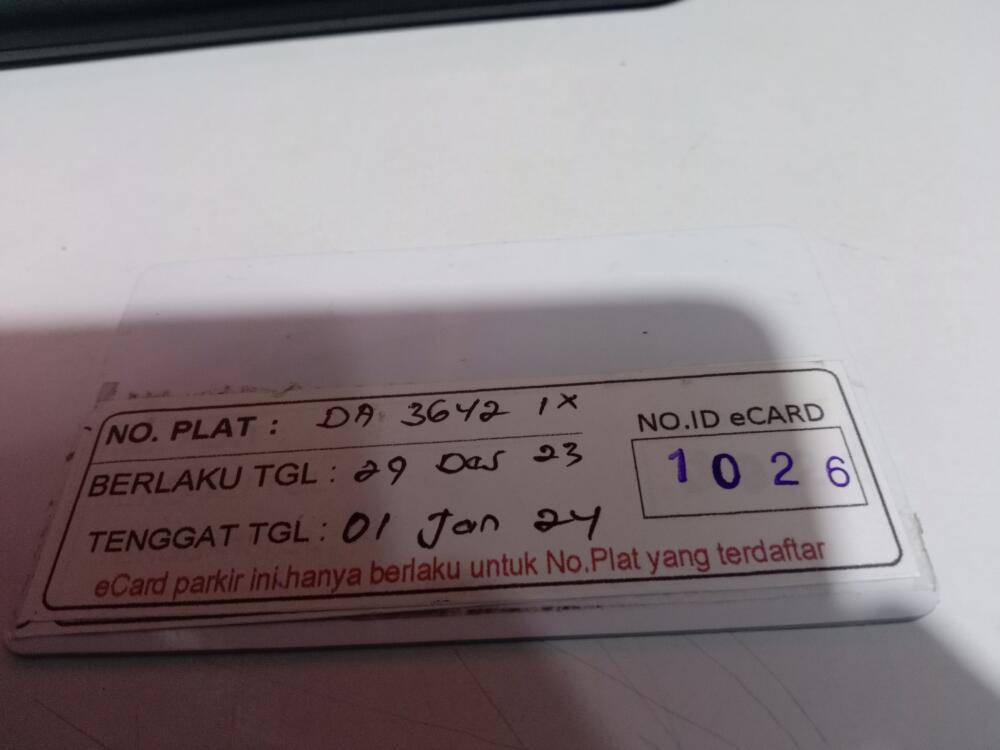 NO. PLAT : DA 3642 IX
BERLAKU TGL : 29 Des 23
TENGGAT TGL : 01 Jan 24
NO.ID eCARD
1026
eCard parkir ini hanya berlaku untuk No.Plat yang terdaftar